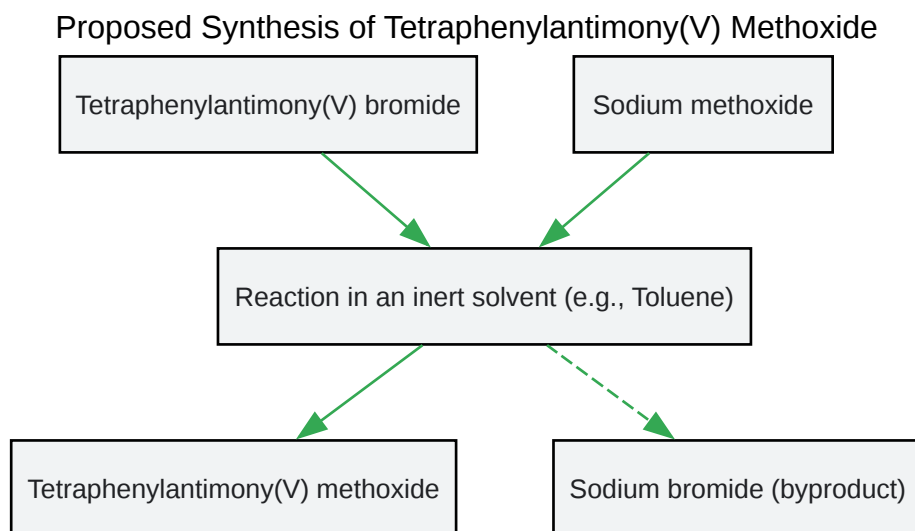 Proposed Synthesis of Tetraphenylantimony(V) Methoxide
Tetraphenylantimony(V) bromide
Sodium methoxide
Reaction in an inert solvent (e.g., Toluene)
Tetraphenylantimony(V) methoxide
Sodium bromide (byproduct)